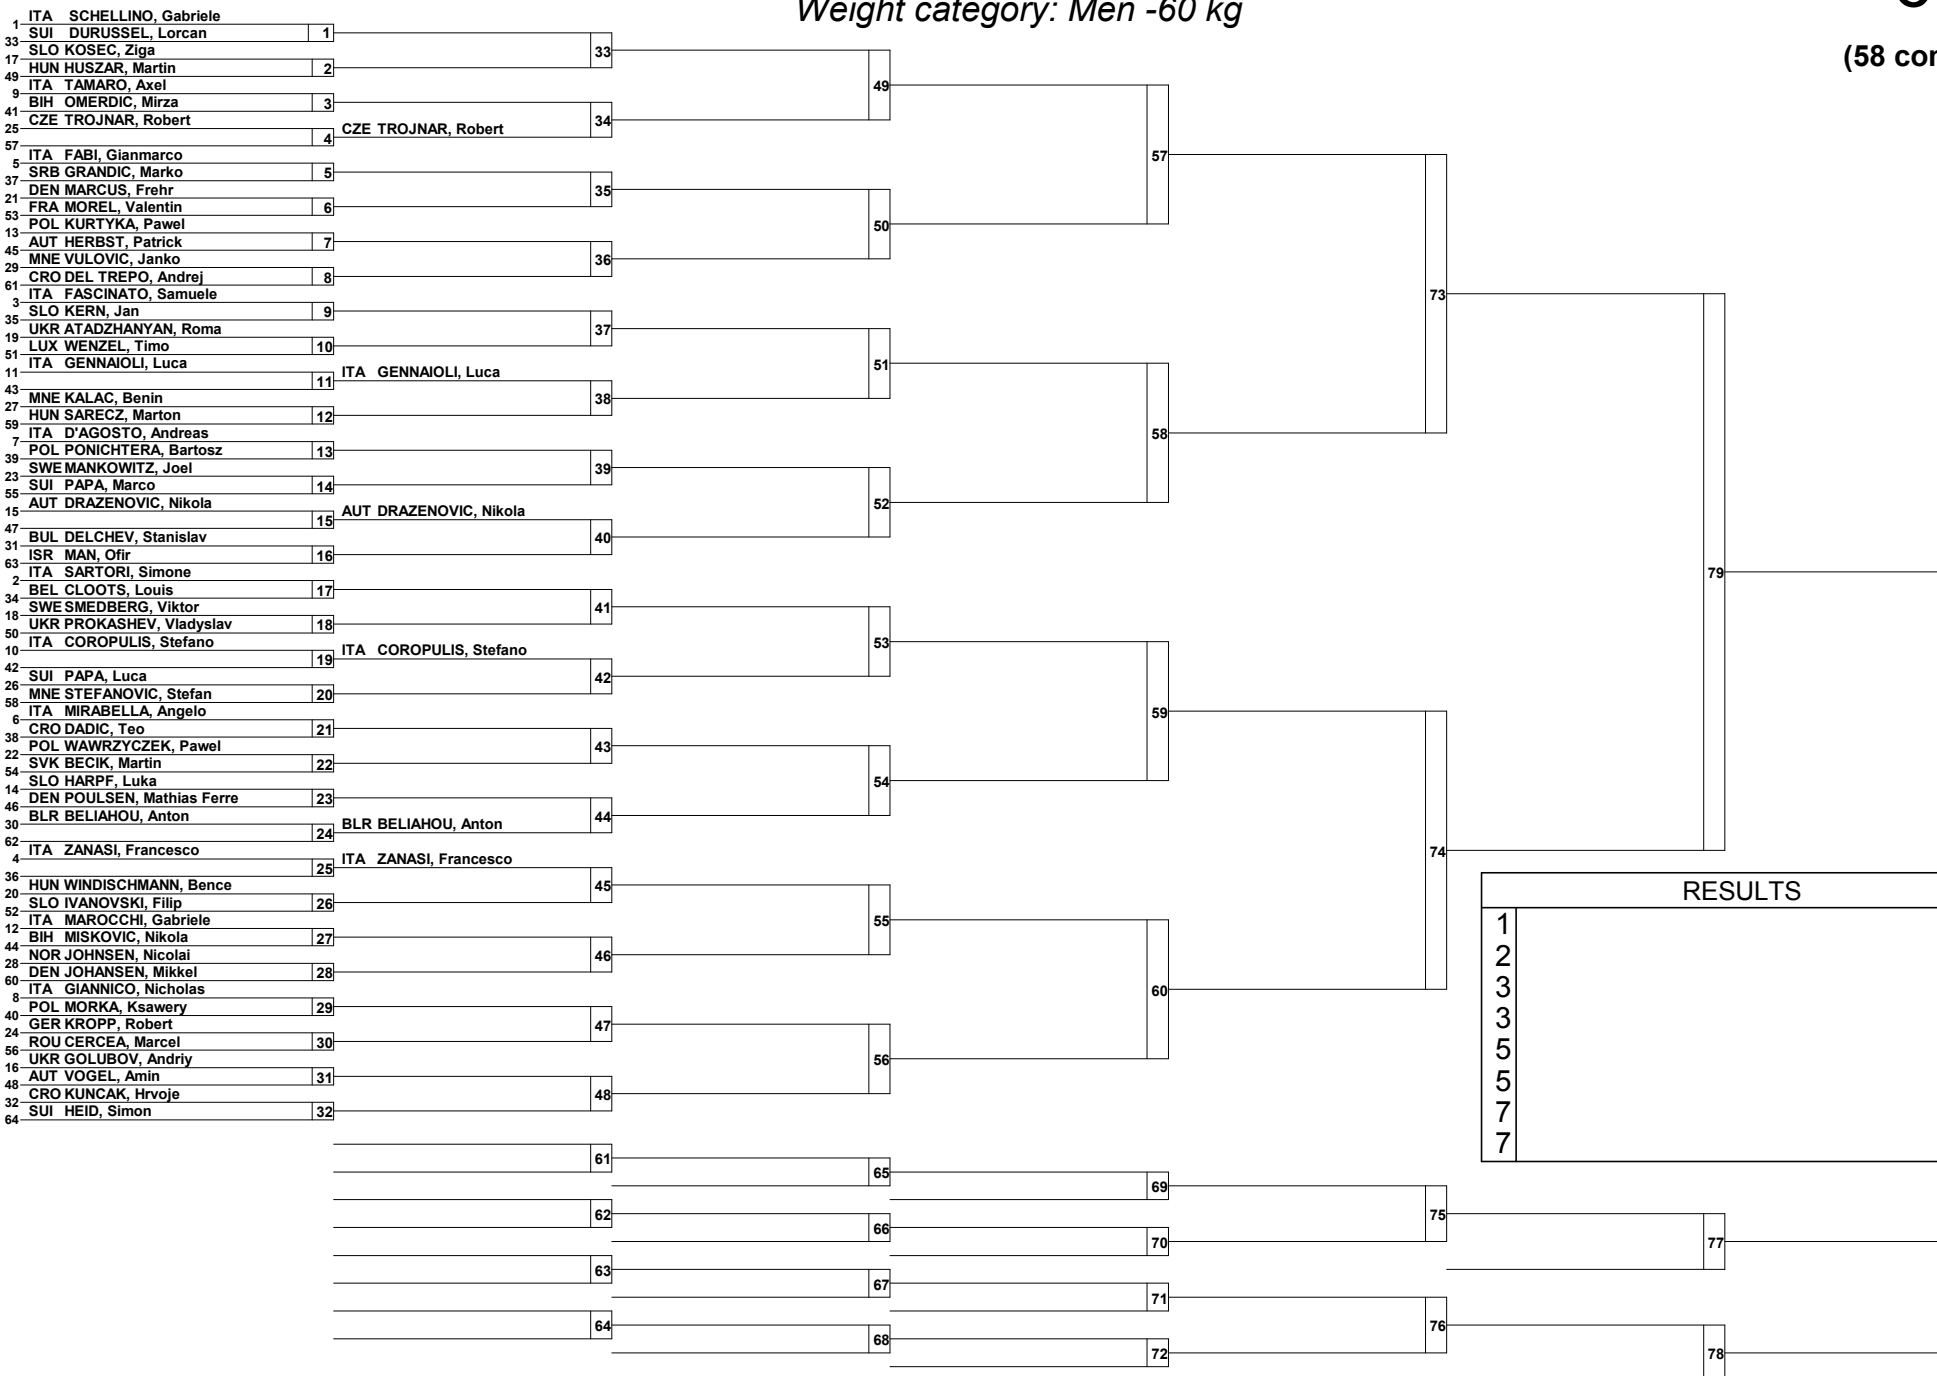 Weight category: Men -60 kg
(58 con
1 ITA SCHELLINO, Gabriele
33 SUI DURUSSEL, Lorcan 1
17 SLO KOSEC, Ziga 33
49 HUN HUSZAR, Martin 2
9 ITA TAMARO, Axel 49
41 BIH OMERDIC, Mirza 3
25 CZE TROJNAR, Robert 34
57 4 CZE TROJNAR, Robert
5 ITA FABI, Gianmarco 57
37 SRB GRANDIC, Marko 5
21 DEN MARCUS, Frehr 35
53 FRA MOREL, Valentin 6
13 POL KURTYKA, Pawel 50
45 AUT HERBST, Patrick 7
29 MNE VULOVIC, Janko 36
61 CRO DEL TREPO, Andrej 8
3 ITA FASCINATO, Samuele 73
35 SLO KERN, Jan 9
19 UKR ATADZHANYAN, Roma 37
51 LUX WENZEL, Timo 10
11 ITA GENNAIOLI, Luca 51
43 11 ITA GENNAIOLI, Luca
27 MNE KALAC, Benin 38
59 HUN SARECZ, Marton 12
7 ITA D'AGOSTO, Andreas 58
39 POL PONICHTERA, Bartosz 13
23 SWE MANKOWITZ, Joel 39
55 SUI PAPA, Marco 14
15 AUT DRAZENOVIC, Nikola 52
47 15 AUT DRAZENOVIC, Nikola
31 BUL DELCHEV, Stanislav 40
63 ISR MAN, Ofir 16
2 ITA SARTORI, Simone 79
34 BEL CLOOTS, Louis 17
18 SWE SMEDBERG, Viktor 41
50 UKR PROKASHEV, Vladyslav 18
10 ITA COROPULIS, Stefano 53
42 19 ITA COROPULIS, Stefano
26 SUI PAPA, Luca 42
58 MNE STEFANOVIC, Stefan 20
6 ITA MIRABELLA, Angelo 59
38 CRO DADIC, Teo 21
22 POL WAWRZYCZEK, Pawel 43
54 SVK BECIK, Martin 22
14 SLO HARPF, Luka 54
46 DEN POULSEN, Mathias Ferre 23
30 BLR BELIAHOU, Anton 44
62 24 BLR BELIAHOU, Anton
4 ITA ZANASI, Francesco 74
36 25 ITA ZANASI, Francesco
20 HUN WINDISCHMANN, Bence 45
52 SLO IVANOVSKI, Filip 26
12 ITA MAROCCHI, Gabriele 55
44 BIH MISKOVIC, Nikola 27
28 NOR JOHNSEN, Nicolai 46
60 DEN JOHANSEN, Mikkel 28
8 ITA GIANNICO, Nicholas 60
40 POL MORKA, Ksawery 29
24 GER KROPP, Robert 47
56 ROU CERCEA, Marcel 30
16 UKR GOLUBOV, Andriy 56
48 AUT VOGEL, Amin 31
32 CRO KUNCAK, Hrvoje 48
64 SUI HEID, Simon 32
RESULTS
1
2
3
3
5
5
7
7
61 65 69
62 66 70 75 77
63 67 71
64 68 72 76 78